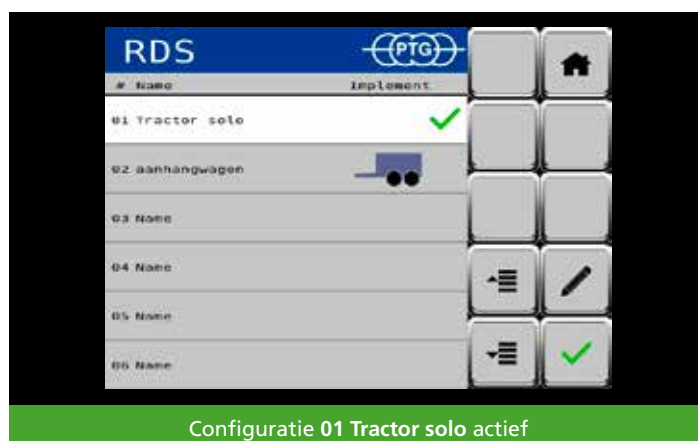 RDS
PTG
# Name Implement
01 Tractor solo
02 aanhangwagen
03 Name
04 Name
05 Name
06 Name
Configuratie 01 Tractor solo actief